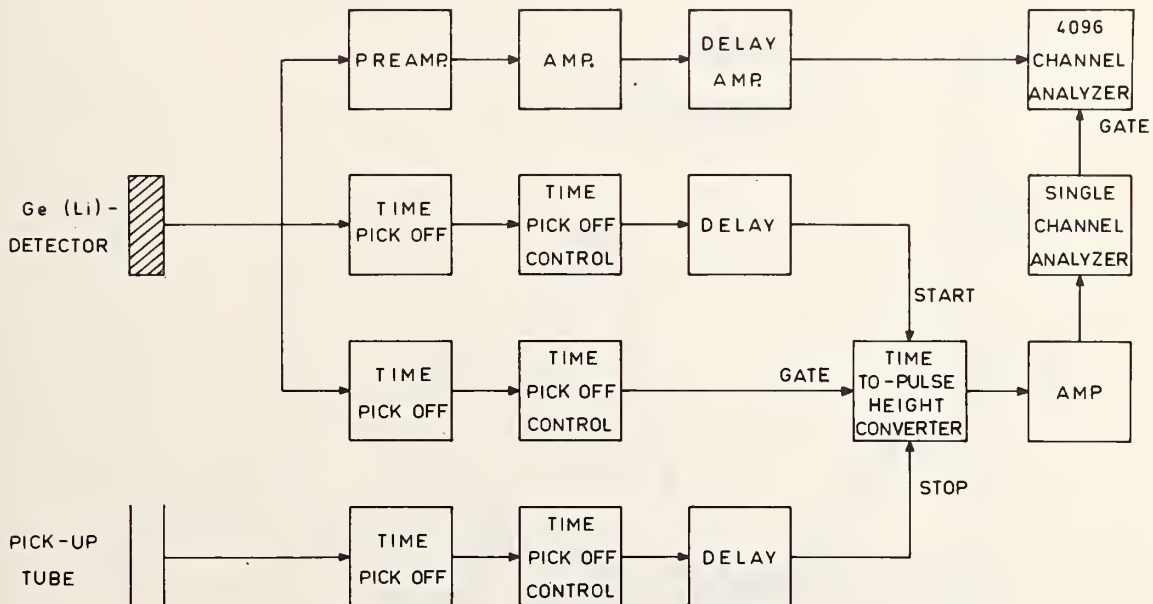 PREAMP.
AMP.
DELAY
AMP.
4096
CHANNEL
ANALYZER
GATE
Ge (Li) -
DETECTOR
TIME
PICK OFF
TIME
PICK OFF
CONTROL
DELAY
START
SINGLE
CHANNEL
ANALYZER
TIME
PICK OFF
TIME
PICK OFF
CONTROL
GATE
TIME
TO-PULSE
HEIGHT
CONVERTER
AMP
STOP
PICK-UP
TUBE
TIME
PICK OFF
TIME
PICK OFF
CONTROL
DELAY